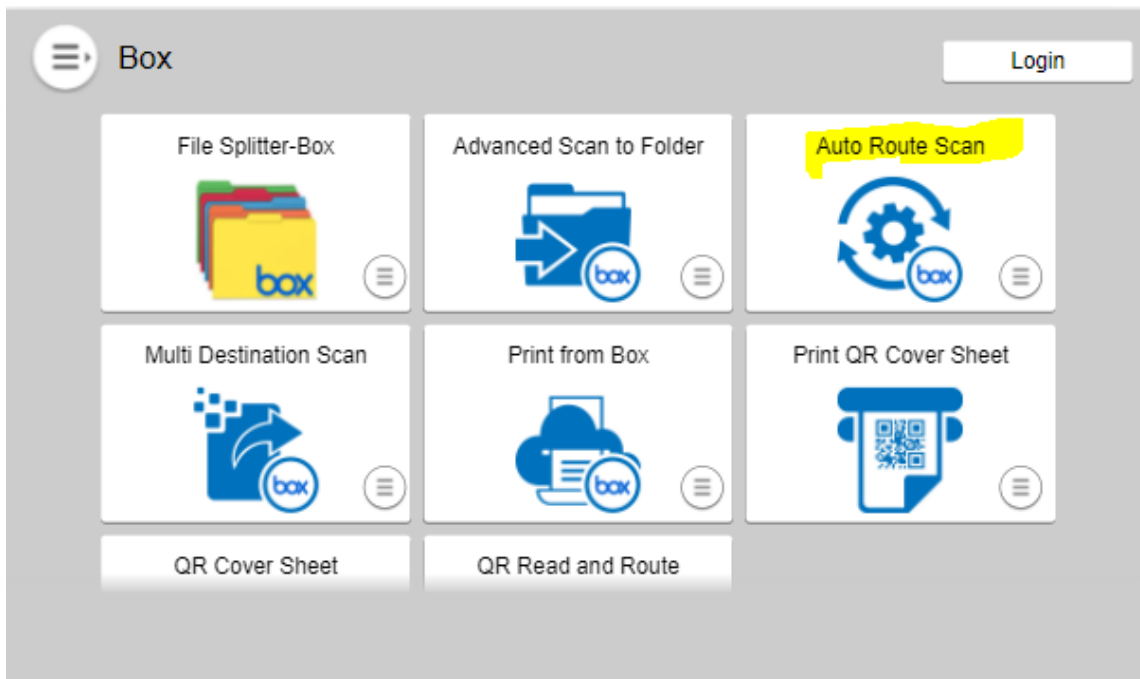 Box
Login
File Splitter-Box
Advanced Scan to Folder
Auto Route Scan
box
box
box
Multi Destination Scan
Print from Box
Print QR Cover Sheet
box
box
QR Cover Sheet
QR Read and Route